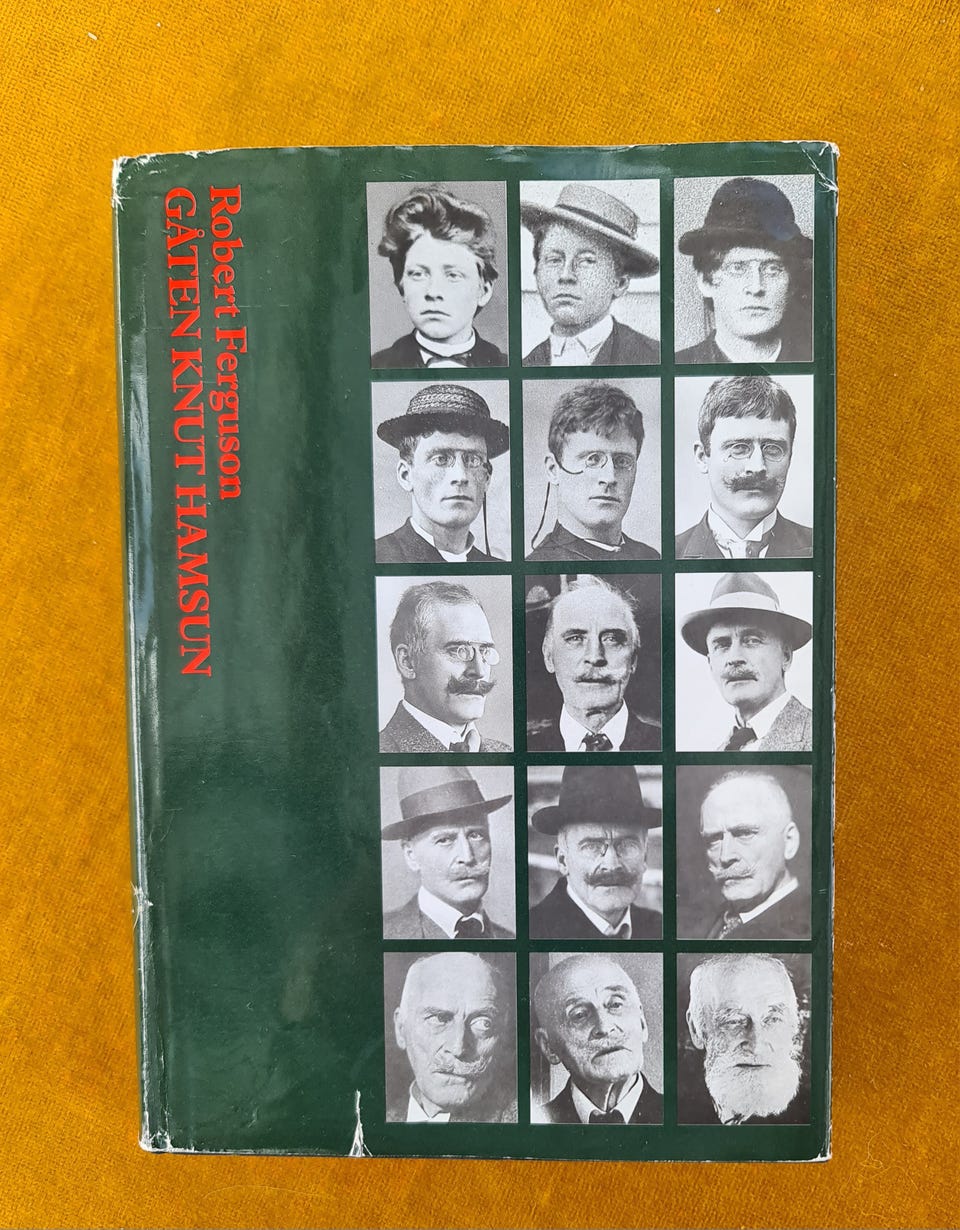 Robert Ferguson
GÅTEN KNUT HAMSUN